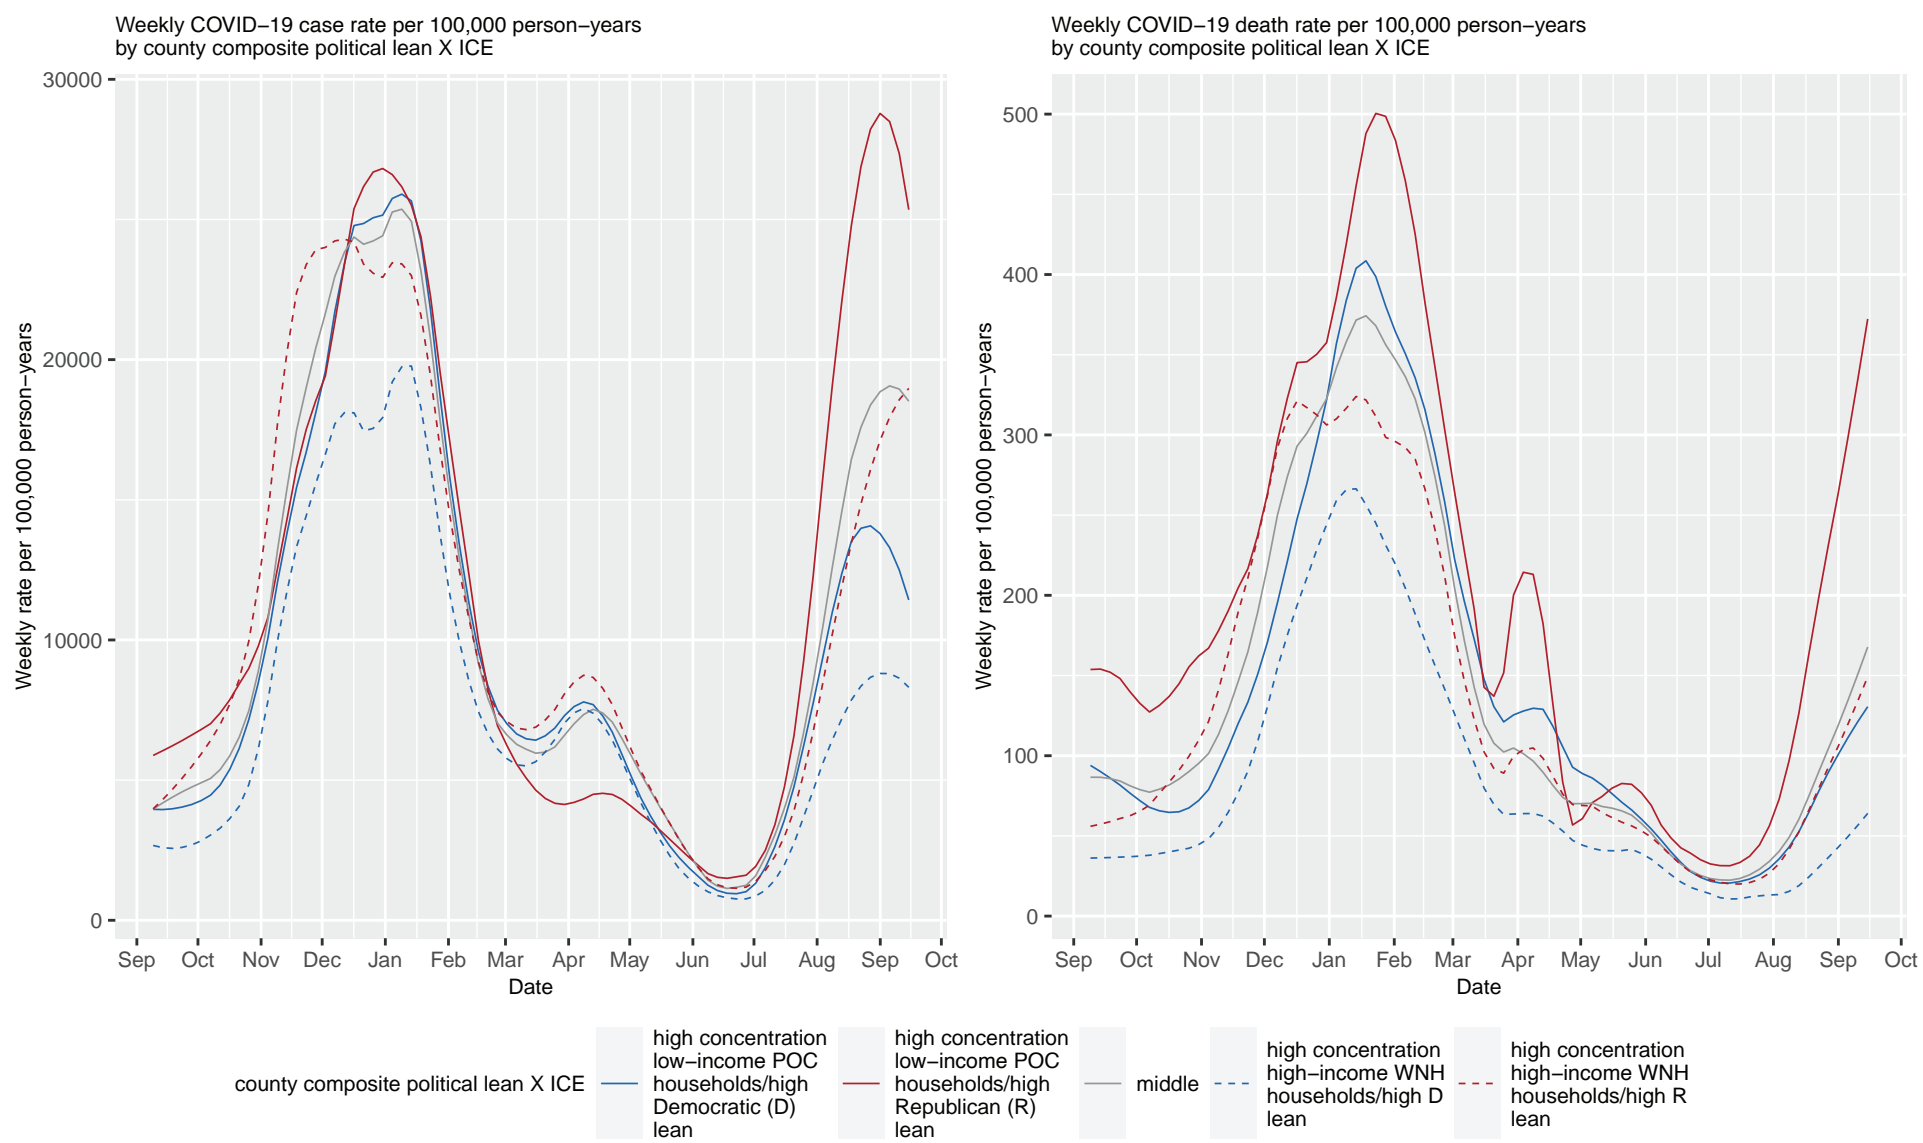 Weekly COVID−19 case rate per 100,000 person−years
by county composite political lean X ICE
Weekly rate per 100,000 person−years
30000
20000
10000
0
Sep Oct Nov Dec Jan Feb Mar Apr May Jun Jul Aug Sep Oct
Date
Weekly COVID−19 death rate per 100,000 person−years
by county composite political lean X ICE
Weekly rate per 100,000 person−years
500
400
300
200
100
0
Sep Oct Nov Dec Jan Feb Mar Apr May Jun Jul Aug Sep Oct
Date
county composite political lean X ICE
high concentration
low−income POC
households/high
Democratic (D)
lean
high concentration
low−income POC
households/high
Republican (R)
lean
middle
high concentration
high−income WNH
households/high D
lean
high concentration
high−income WNH
households/high R
lean